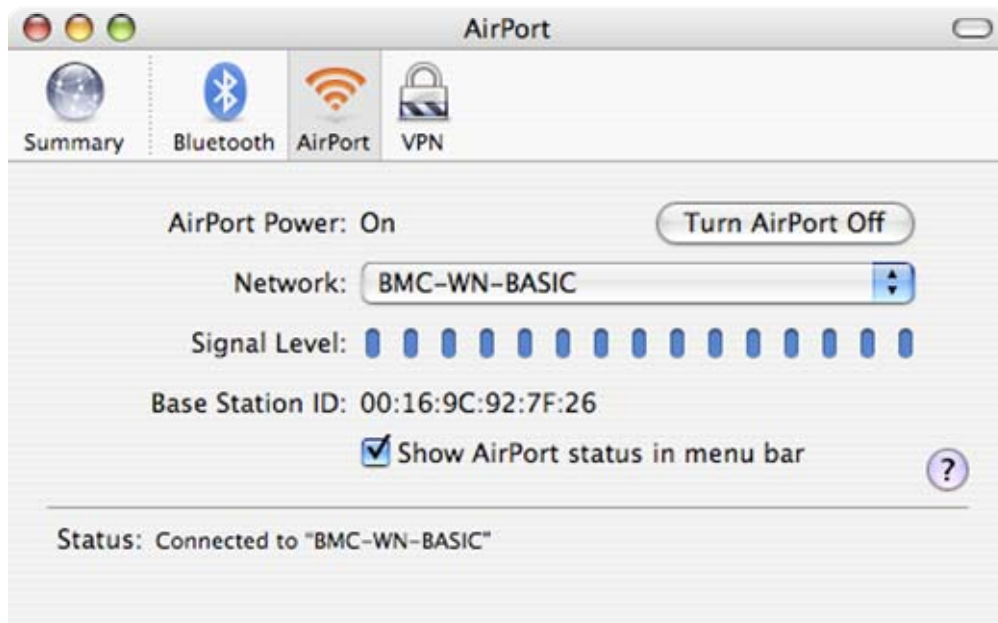 AirPort
Summary
Bluetooth
AirPort
VPN
AirPort Power: On
Turn AirPort Off
Network: BMC-WN-BASIC
Signal Level:
Base Station ID: 00:16:9C:92:7F:26
Show AirPort status in menu bar
?
Status: Connected to "BMC-WN-BASIC"